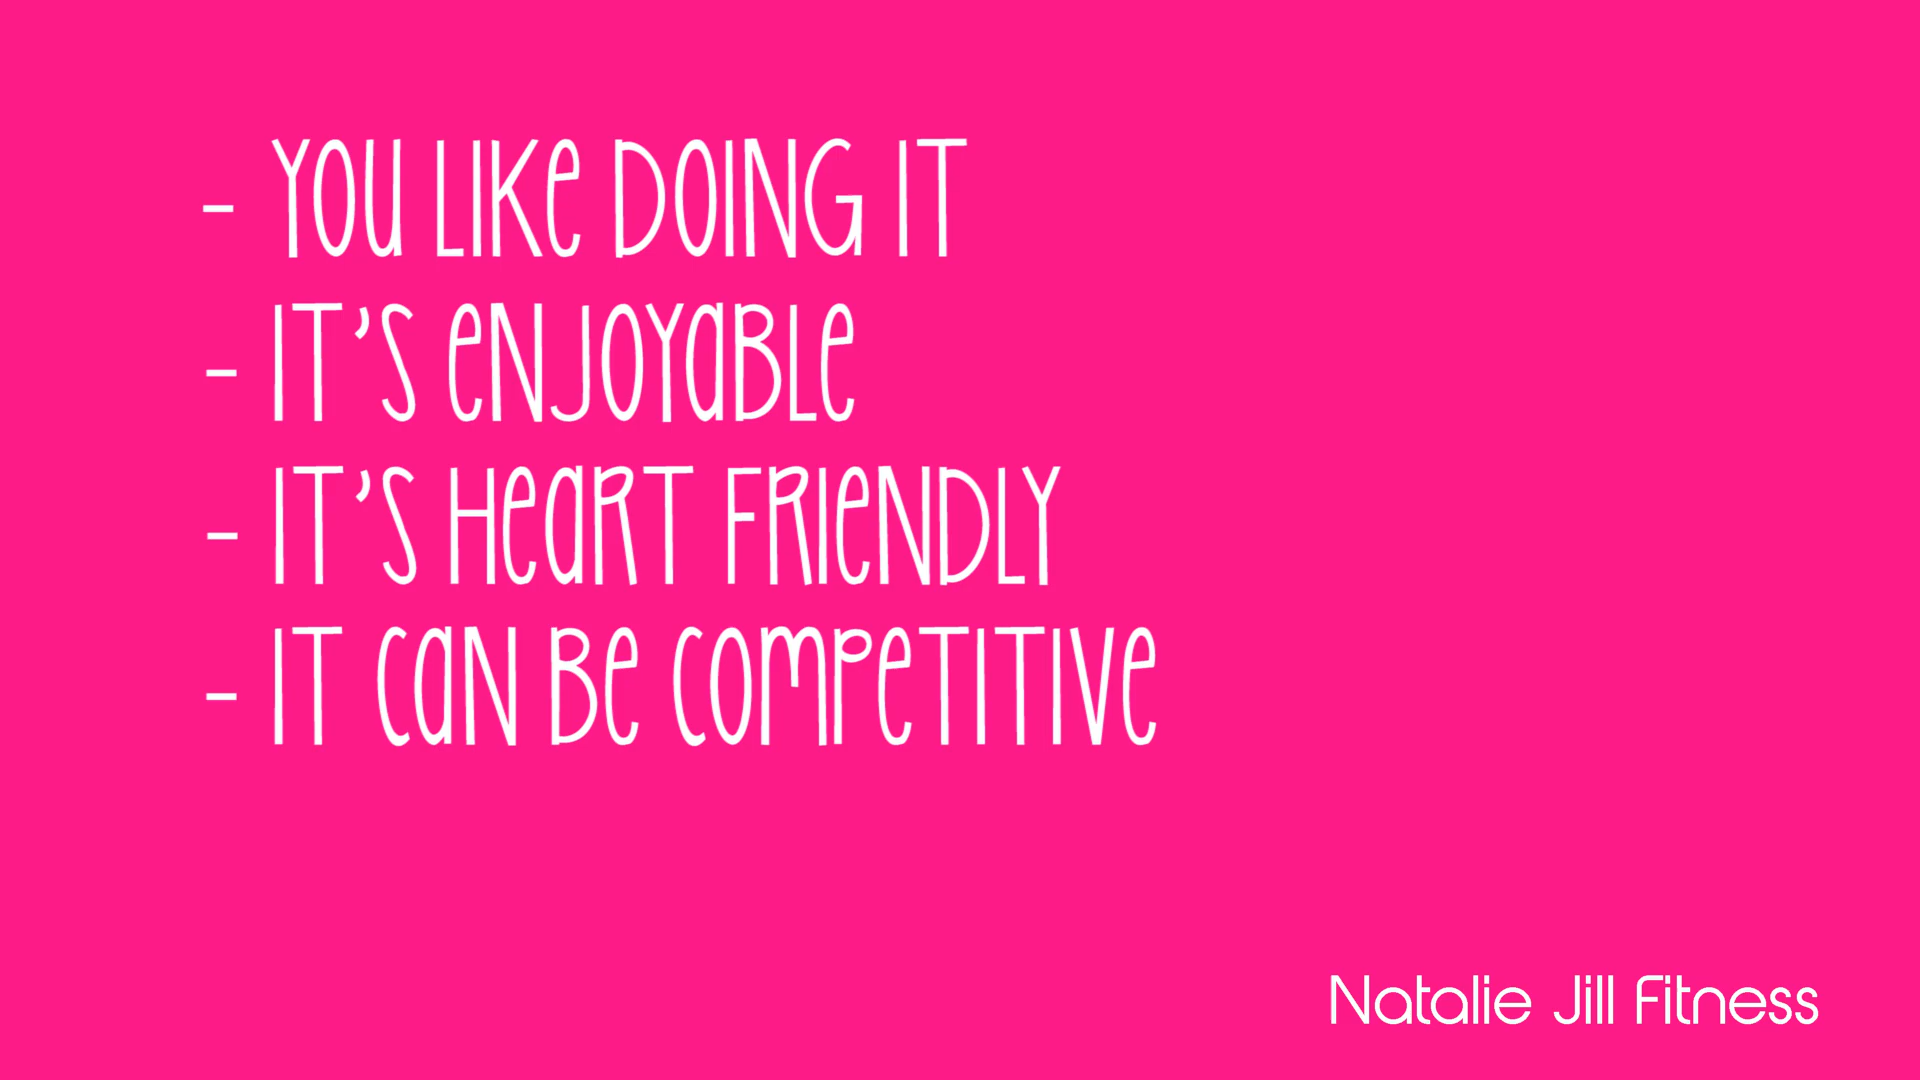 - YOU LIKE DOING IT
- IT'S ENJOYABLE
- IT'S HEART FRIENDLY
- IT CAN BE COMPETITIVE
Natalie Jill Fitness